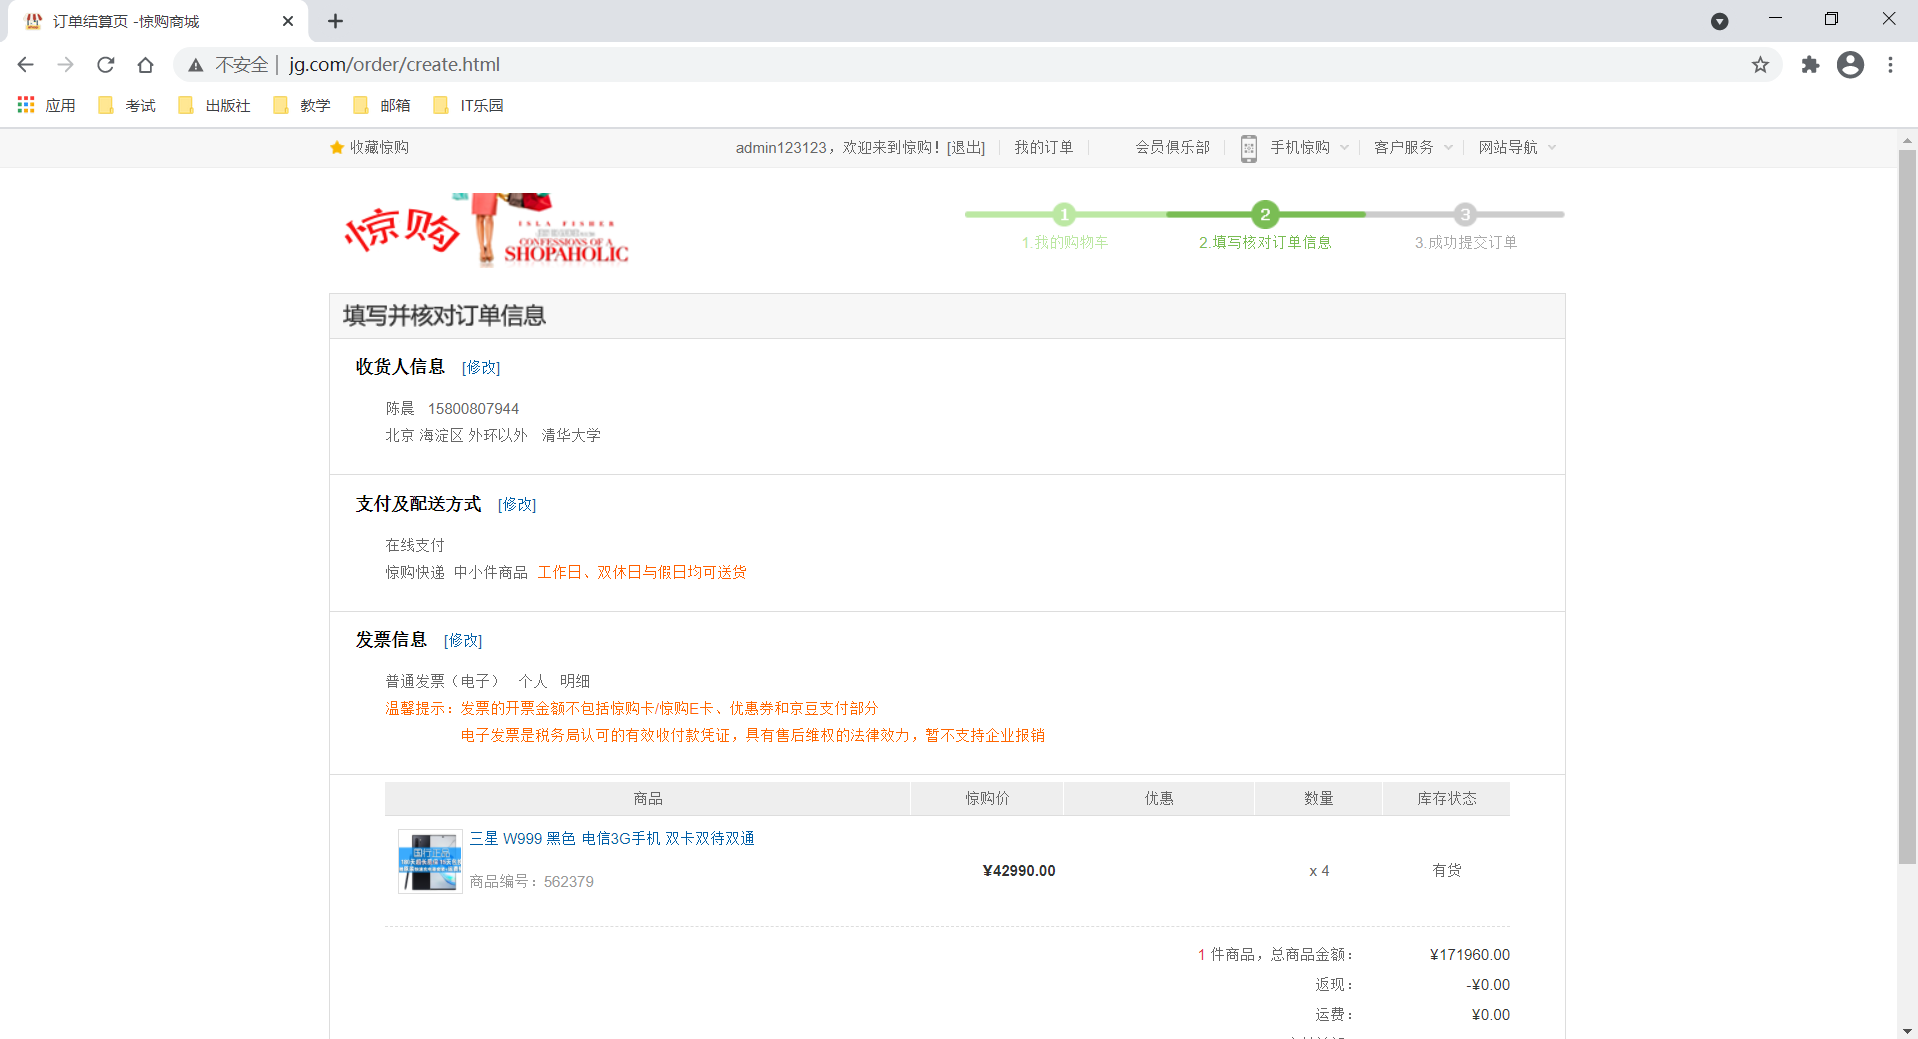 订单结算页 -惊购商城
不安全 | jg.com/order/create.html
应用 考试 出版社 教学 邮箱 IT乐园
收藏惊购 admin123123，欢迎来到惊购！[退出] 我的订单 会员俱乐部 手机惊购 客户服务 网站导航
惊购
ISLA FISHER
CONFESSIONS OF A
SHOPAHOLIC
1 2 3
1.我的购物车 2.填写核对订单信息 3.成功提交订单
填写并核对订单信息
收货人信息 [修改]
陈晨 15800807944
北京 海淀区 外环以外 清华大学
支付及配送方式 [修改]
在线支付
惊购快递 中小件商品 工作日、双休日与假日均可送货
发票信息 [修改]
普通发票（电子） 个人 明细
温馨提示：发票的开票金额不包括惊购卡/惊购E卡、优惠券和京豆支付部分
电子发票是税务局认可的有效收付款凭证，具有售后维权的法律效力，暂不支持企业报销
商品 惊购价 优惠 数量 库存状态
国行正品
三星 W999 黑色 电信3G手机 双卡双待双通
商品编号：562379
¥42990.00 x 4 有货
1 件商品，总商品金额： ¥171960.00
返现： -¥0.00
运费： ¥0.00